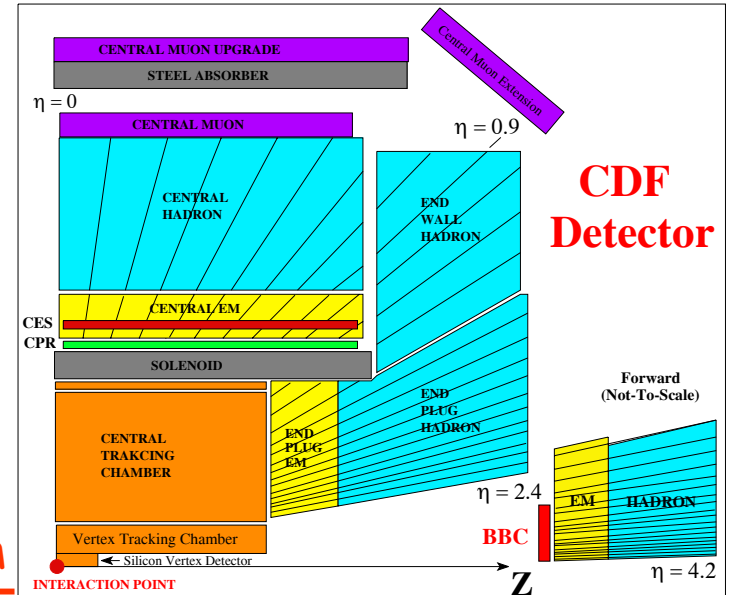 CENTRAL MUON UPGRADE
STEEL ABSORBER
Central Muon Extension
η = 0
CENTRAL MUON
η = 0.9
CENTRAL
HADRON
END
WALL
HADRON
CDF
Detector
CENTRAL EM
CES
CPR
SOLENOID
Forward
(Not-To-Scale)
CENTRAL
TRAKCING
CHAMBER
END
PLUG
EM
END
PLUG
HADRON
η = 2.4
EM
HADRON
BBC
Vertex Tracking Chamber
Silicon Vertex Detector
INTERACTION POINT
Z
η = 4.2